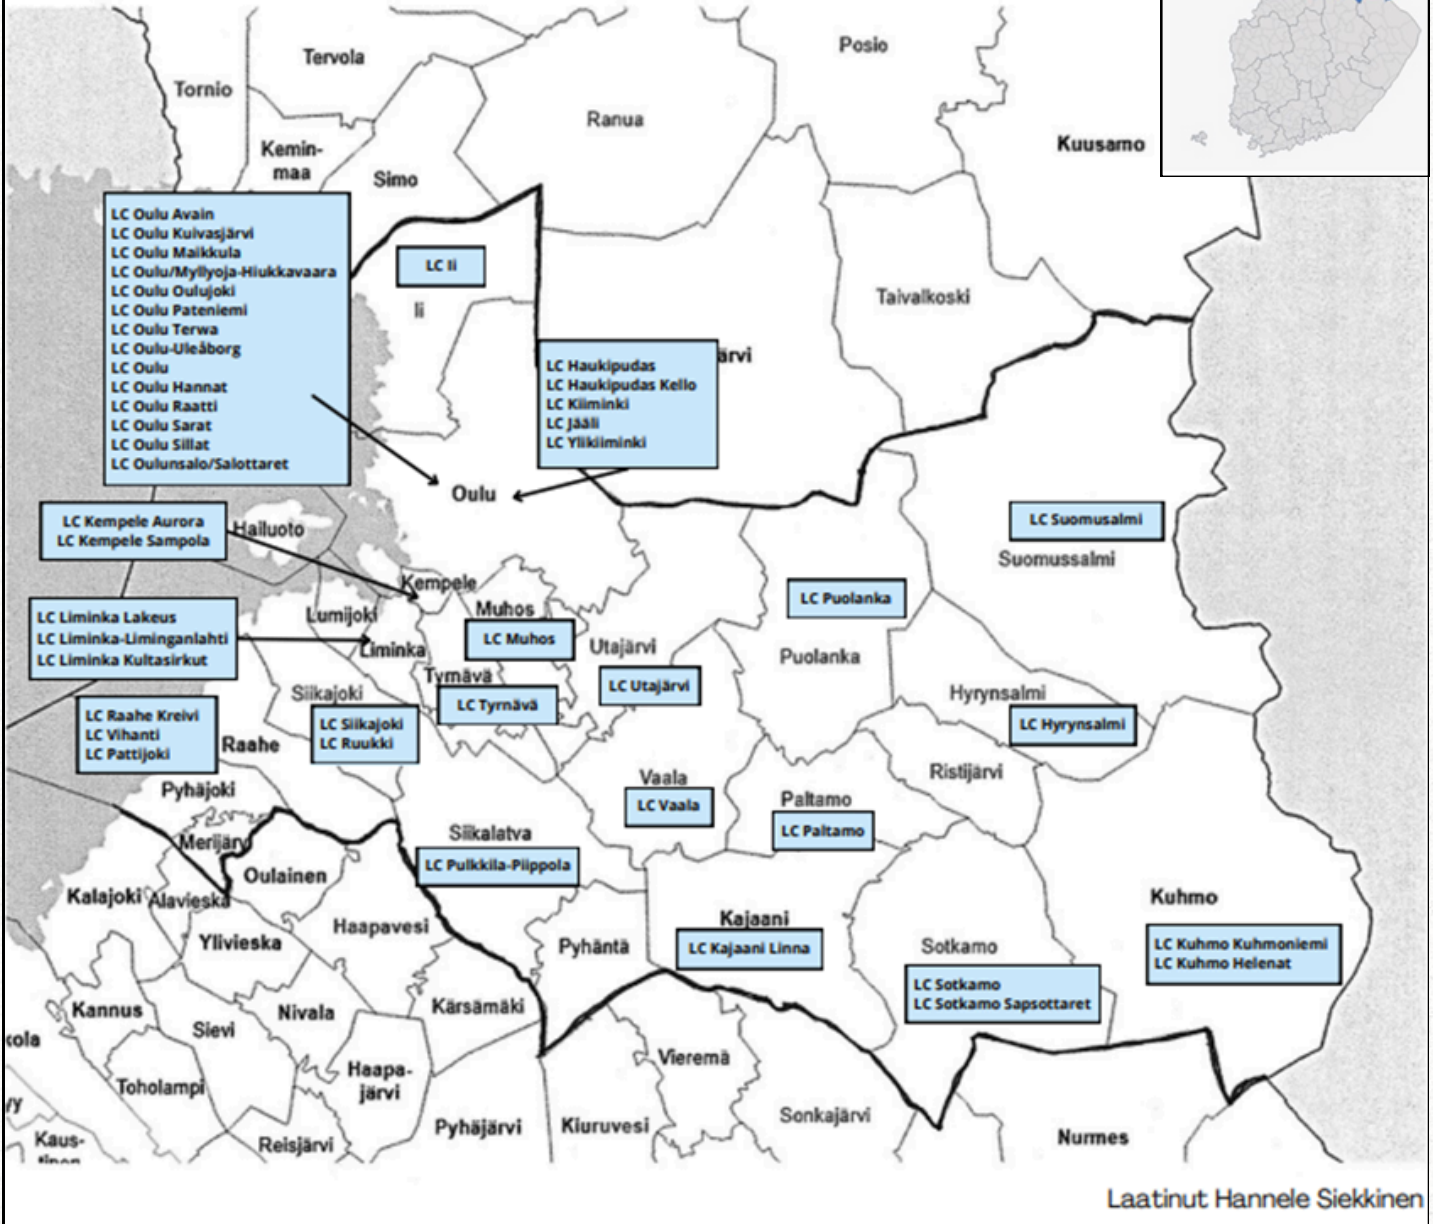 Posio
Tervola
Tornio
Ranua
Kuusamo
Kemin-
maa
Simo
LC Oulu Avain
LC Oulu Kuivasjärvi
LC Oulu Maikkula
LC Oulu/Myllyoja-Hiukkavaara
LC Oulu Oulujoki
LC Oulu Pateniemi
LC Oulu Terwa
LC Oulu-Uleåborg
LC Oulu
LC Oulu Hannat
LC Oulu Raatti
LC Oulu Sarat
LC Oulu Sillat
LC Oulunsalo/Salottaret
LC Ii
Ii
Taivalkoski
ärvi
LC Haukipudas
LC Haukipudas Kello
LC Kiiminki
LC Jääli
LC Ylikiiminki
Oulu
LC Kempele Aurora
LC Kempele Sampola
Hailuoto
LC Suomusalmi
Suomussalmi
Kempele
LC Puolanka
Puolanka
LC Liminka Lakeus
LC Liminka-Liminganlahti
LC Liminka Kultasirkut
Lumijoki
Liminka
Muhos
LC Muhos
Utajärvi
LC Utajärvi
Tyrnävä
LC Tyrnävä
Siikajoki
LC Siikajoki
LC Ruukki
Hyrynsalmi
LC Hyrynsalmi
LC Raahe Kreivi
LC Vihanti
LC Pattijoki
Raahe
Ristijärvi
Vaala
LC Vaala
Pyhäjoki
Paltamo
LC Paltamo
Merijärv
Siikalatva
LC Pulkkila-Piippola
Oulainen
Kalajoki
Alavieska
Kuhmo
LC Kuhmo Kuhmoniemi
LC Kuhmo Helenat
Haapavesi
Ylivieska
Kajaani
LC Kajaani Linna
Pyhäntä
Sotkamo
LC Sotkamo
LC Sotkamo Sapsottaret
Kannus
Nivala
Kärsämäki
Sievi
kola
Vieremä
Haapa-
järvi
Toholampi
yy
Sonkajärvi
Pyhäjärvi
Kiuruvesi
Nurmes
Kaus-
tinen
Reisjärvi
Laatinut Hannele Siekkinen